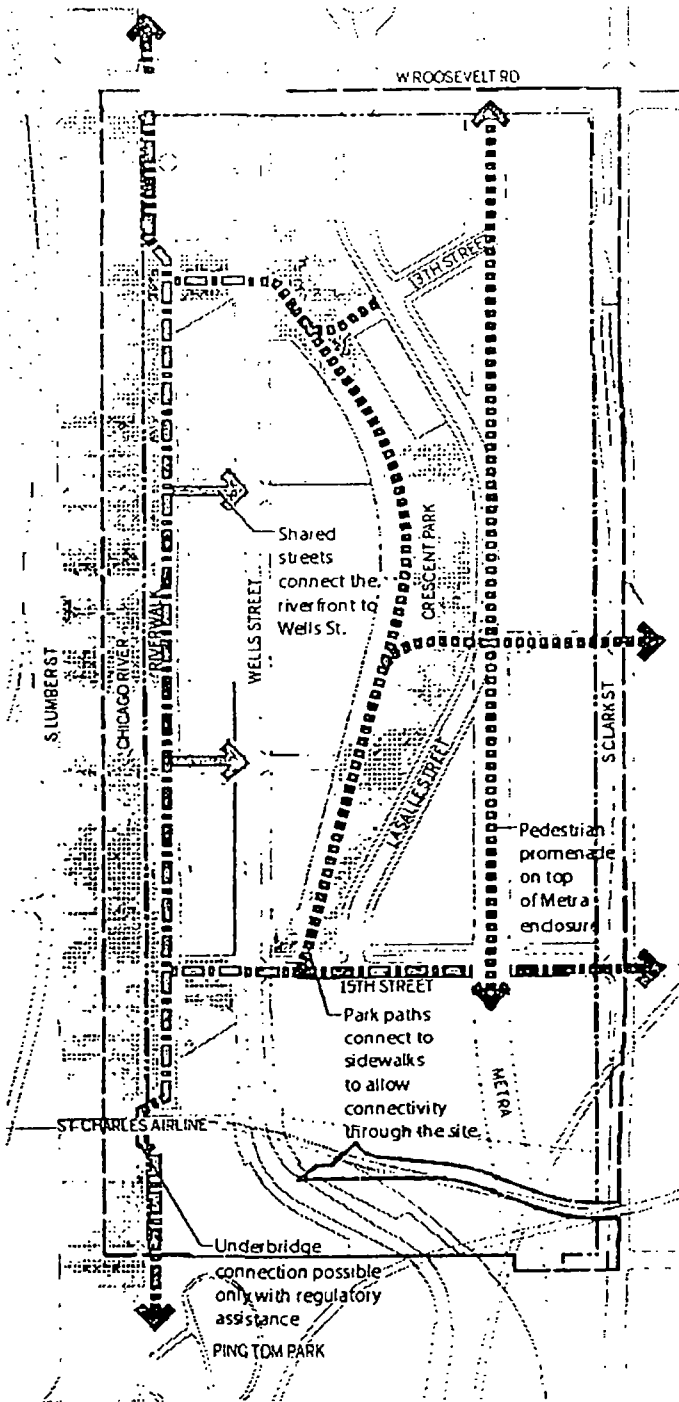 W ROOSEVELT RD
13TH STREET
Shared
streets
connect the
riverfront to
Wells St.
CRESCENT PARK
WELLS STREET
RIVERWALK
CHICAGO RIVER
S LUMBER ST
S CLARK ST
LASALLE STREET
Pedestrian
promenade
on top
of Metra
enclosure
15TH STREET
Park paths
connect to
sidewalks
to allow
connectivity
through the site
METRA
ST CHARLES AIRLINE
Underbridge
connection possible
only with regulatory
assistance
PING TOM PARK